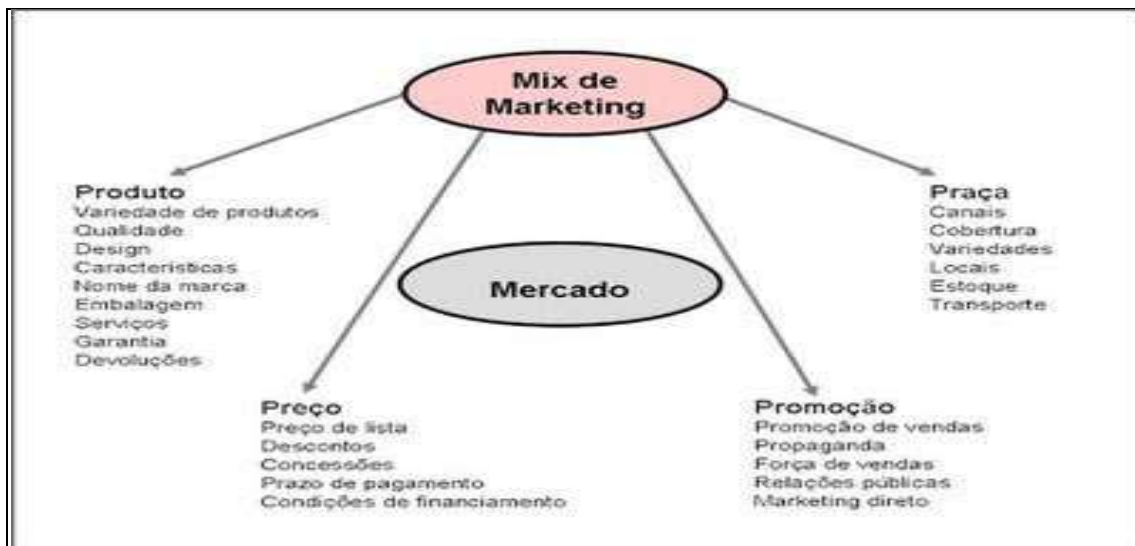 Mix de
Marketing
Produto
Variedade de produtos
Qualidade
Design
Características
Nome da marca
Embalagem
Serviços
Garantia
Devoluções
Praça
Canais
Cobertura
Variedades
Locais
Estoque
Transporte
Mercado
Preço
Preço de lista
Descontos
Concessões
Prazo de pagamento
Condições de financiamento
Promoção
Promoção de vendas
Propaganda
Força de vendas
Relações públicas
Marketing direto